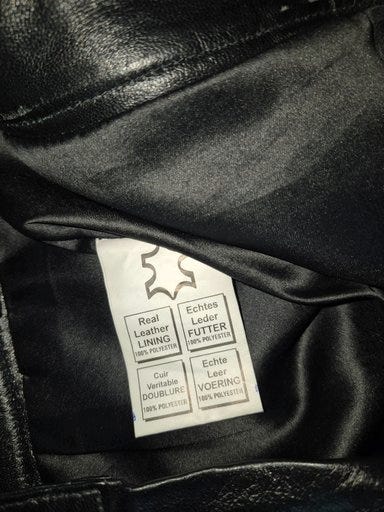 Real
Leather
LINING
100% POLYESTER
Echtes
Leder
FUTTER
100% POLYESTER
Cuir
Veritable
DOUBLURE
100% POLYESTER
Echte
Leer
VOERING
100% POLYESTER